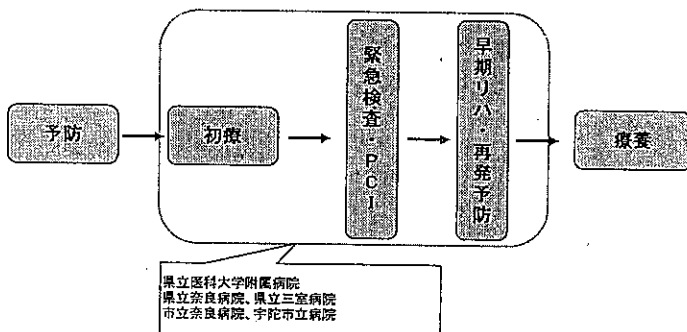 予防
初療
緊急検査・PCI
早期リハ・再発予防
療養
県立医科大学附属病院
県立奈良病院、県立三室病院
市立奈良病院、宇陀市立病院